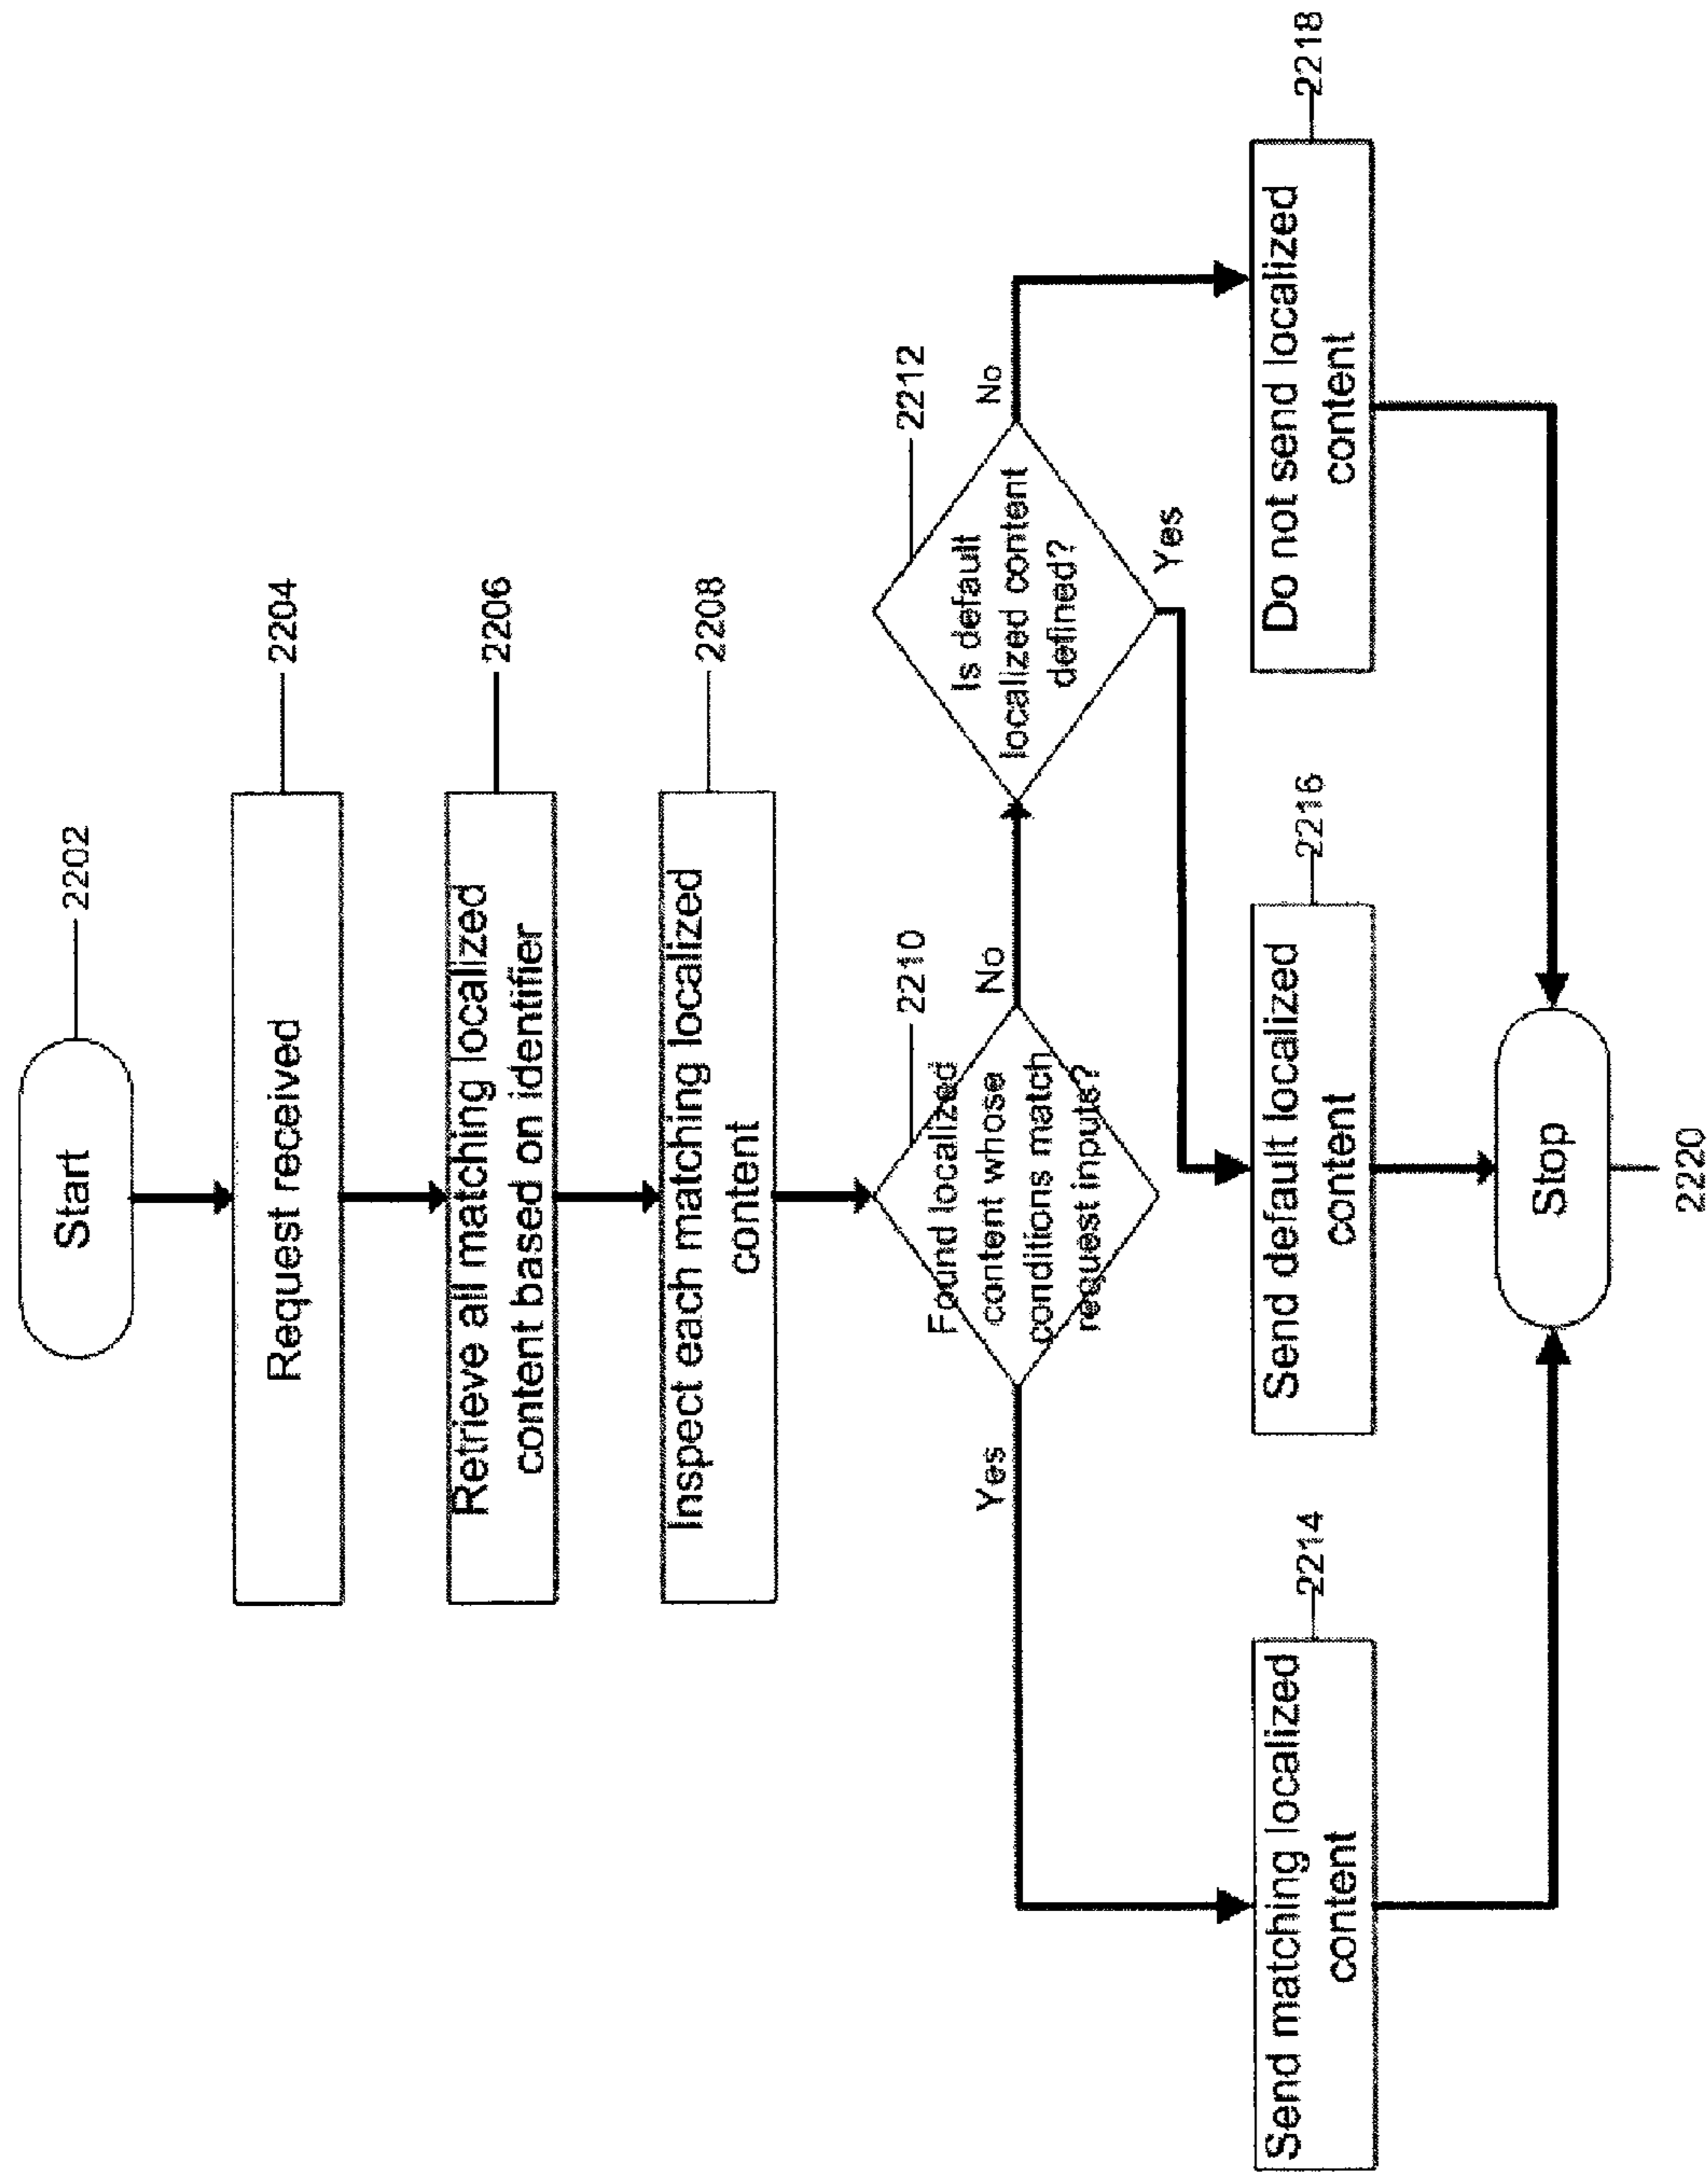 Start
2202
Request received
2204
Retrieve all matching localized
content based on identifier
2206
Inspect each matching localized
content
2208
Found localized
content whose
conditions match
request inputs?
2210
Yes
No
Is default
localized content
defined?
2212
No
Yes
Send matching localized
content
2214
Send default localized
content
2216
Do not send localized
content
2218
Stop
2220